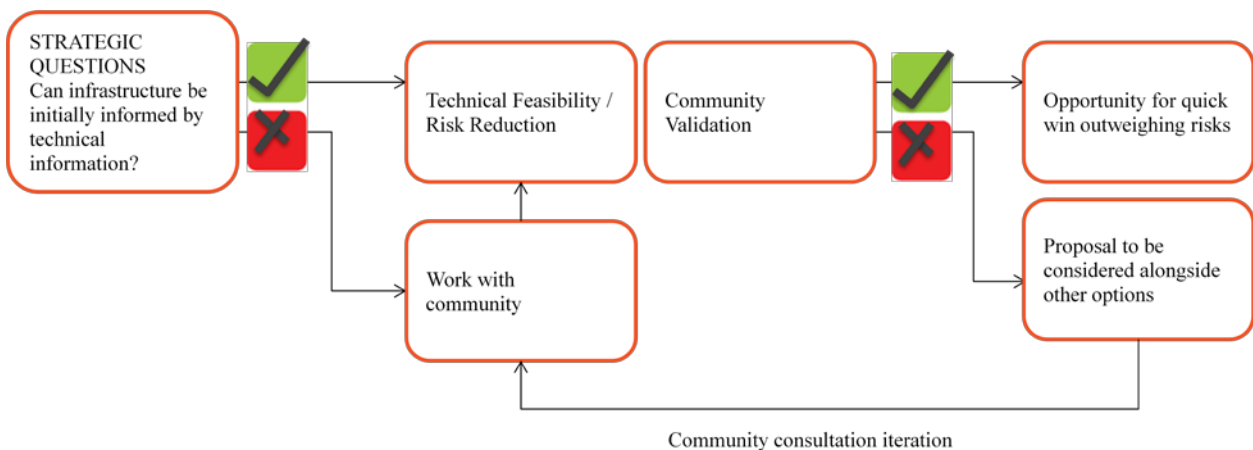 STRATEGIC
QUESTIONS
Can infrastructure be
initially informed by
technical
information?
Technical Feasibility /
Risk Reduction
Community
Validation
Opportunity for quick
win outweighing risks
Work with
community
Proposal to be
considered alongside
other options
Community consultation iteration